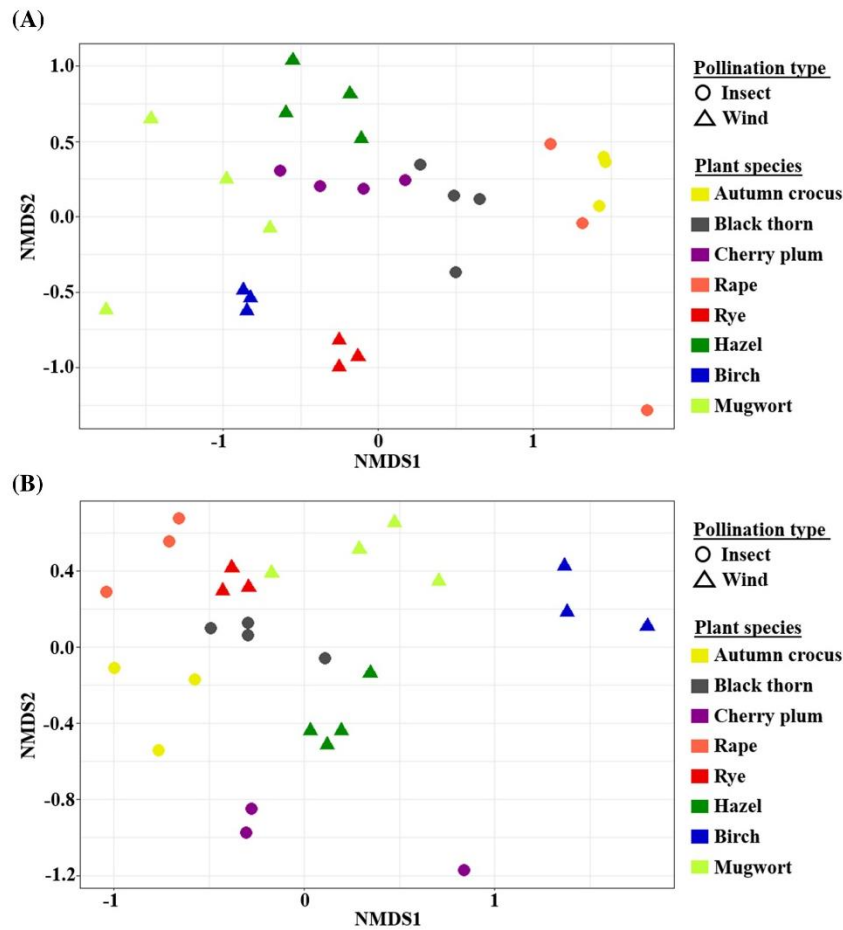 (A)
1.0
0.5
0.0
-0.5
-1.0
NMDS2
-1
0
1
NMDS1
Pollination type
Insect
Wind
Plant species
Autumn crocus
Black thorn
Cherry plum
Rape
Rye
Hazel
Birch
Mugwort
(B)
0.4
0.0
-0.4
-0.8
-1.2
NMDS2
-1
0
1
NMDS1
Pollination type
Insect
Wind
Plant species
Autumn crocus
Black thorn
Cherry plum
Rape
Rye
Hazel
Birch
Mugwort